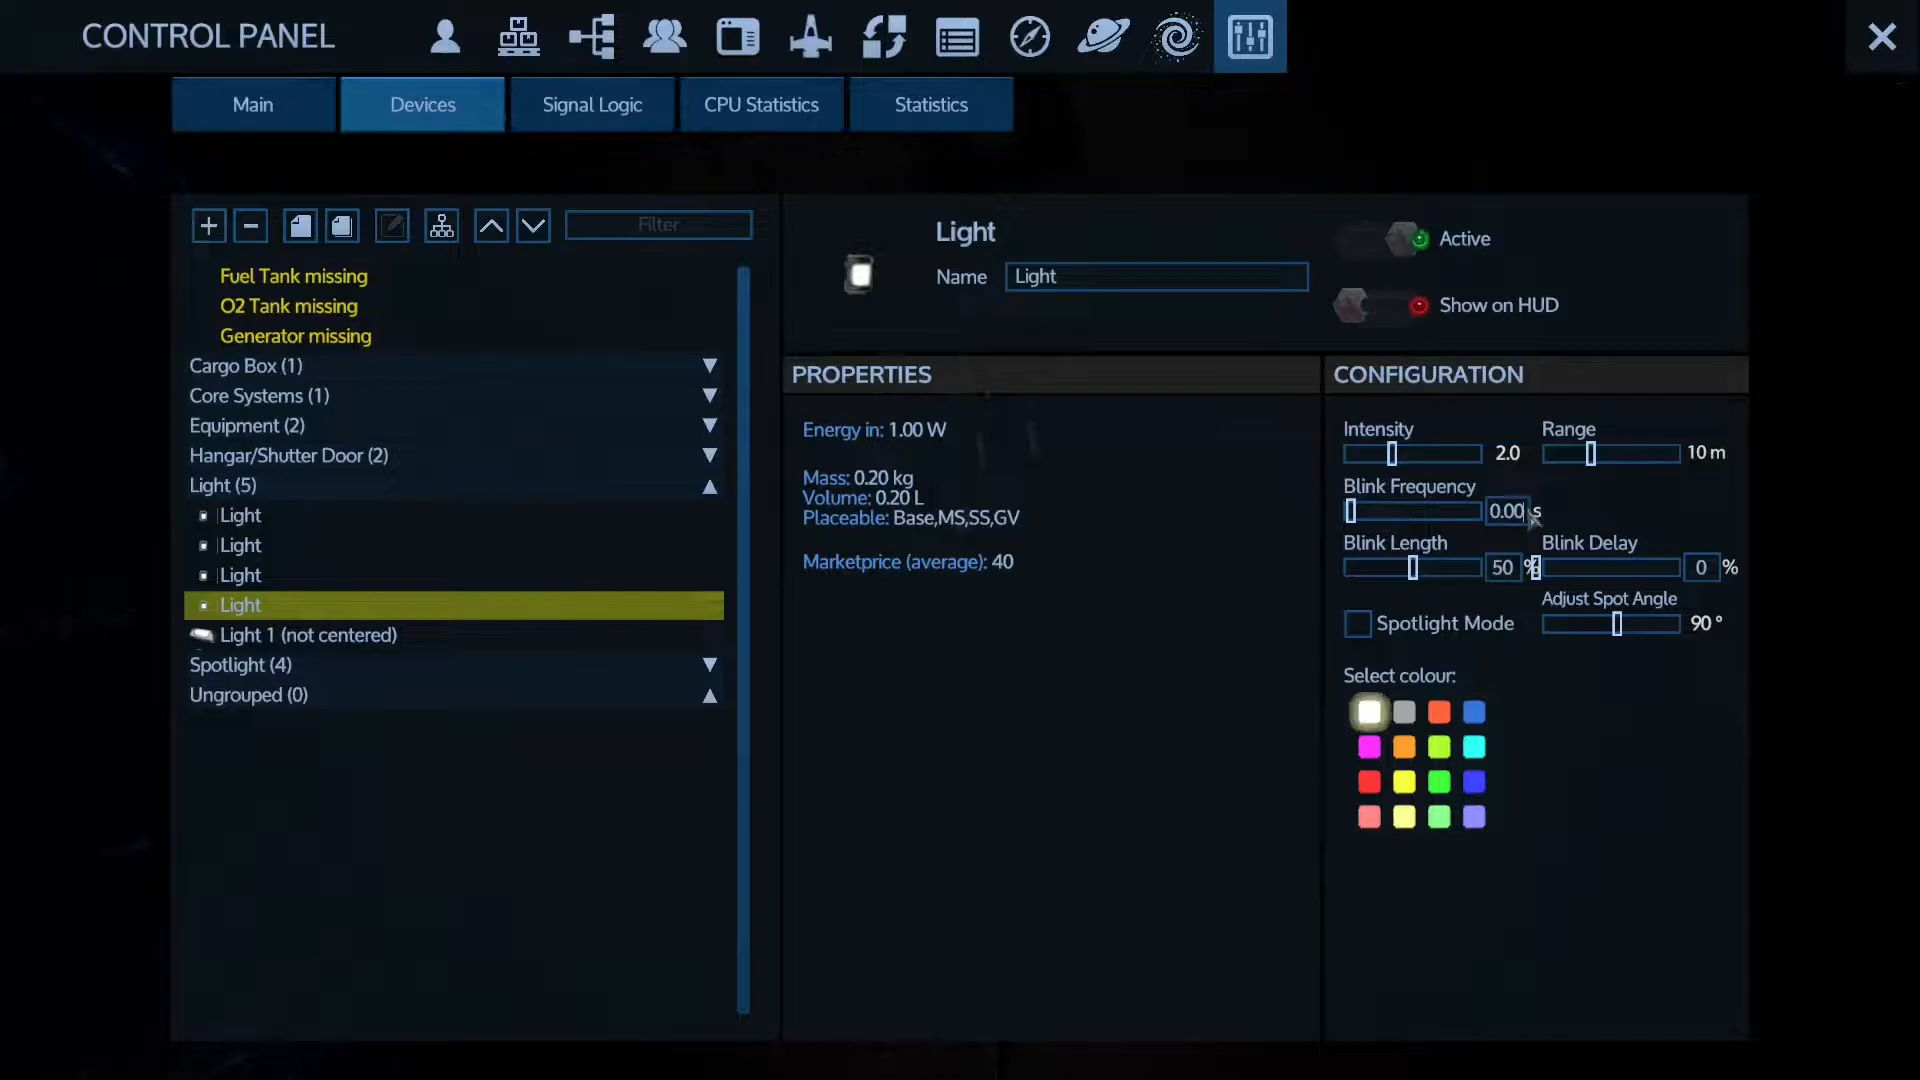 CONTROL PANEL
Main
Devices
Signal Logic
CPU Statistics
Statistics
Filter
Fuel Tank missing
O2 Tank missing
Generator missing
Cargo Box (1)
Core Systems (1)
Equipment (2)
Hangar/Shutter Door (2)
Light (5)
Light
Light
Light
Light
Light 1 (not centered)
Spotlight (4)
Ungrouped (0)
Light
Name Light
Active
Show on HUD
PROPERTIES
Energy in: 1.00 W
Mass: 0.20 kg
Volume: 0.20 L
Placeable: Base,MS,SS,GV
Marketprice (average): 40
CONFIGURATION
Intensity Range
2.0 10 m
Blink Frequency
0.00 s
Blink Length Blink Delay
50 % 0 %
Adjust Spot Angle
Spotlight Mode 90 °
Select colour: